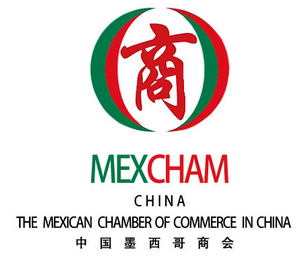 商
MEXCHAM
CHINA
THE MEXICAN CHAMBER OF COMMERCE IN CHINA
中国墨西哥商会